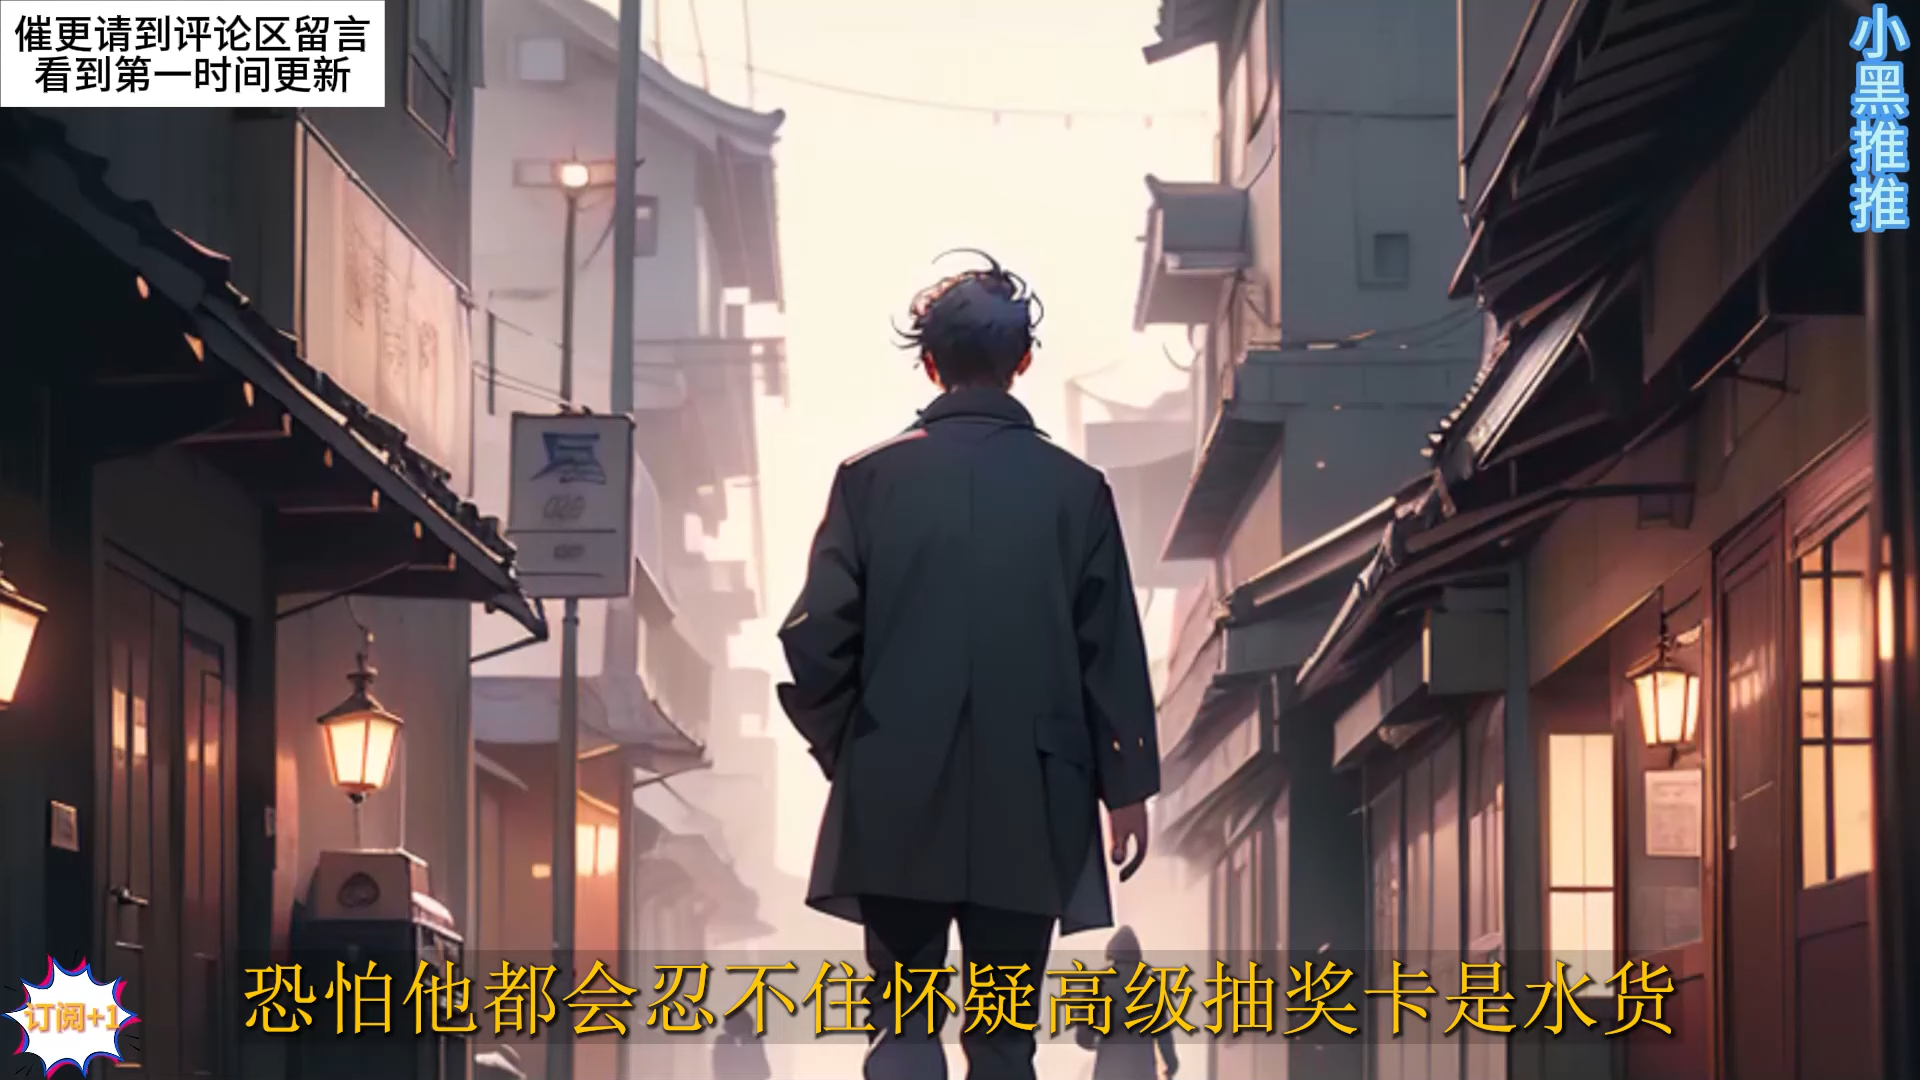 催更请到评论区留言
看到第一时间更新
小黑推推
恐怕他都会忍不住怀疑高级抽奖卡是水货
订阅+1